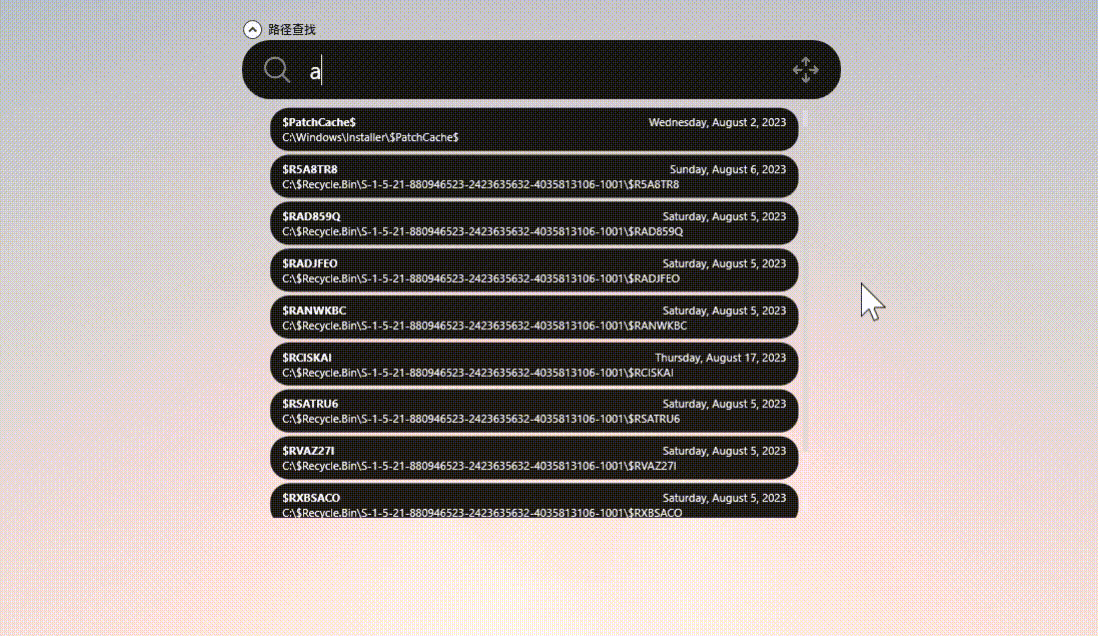 路径查找
a
$PatchCache$ Wednesday, August 2, 2023
C:\Windows\Installer\$PatchCache$
$R5A8TR8 Sunday, August 6, 2023
C:\$Recycle.Bin\S-1-5-21-880946523-2423635632-4035813106-1001\$R5A8TR8
$RAD859Q Saturday, August 5, 2023
C:\$Recycle.Bin\S-1-5-21-880946523-2423635632-4035813106-1001\$RAD859Q
$RADJFEO Saturday, August 5, 2023
C:\$Recycle.Bin\S-1-5-21-880946523-2423635632-4035813106-1001\$RADJFEO
$RANWKBC Saturday, August 5, 2023
C:\$Recycle.Bin\S-1-5-21-880946523-2423635632-4035813106-1001\$RANWKBC
$RCISKAI Thursday, August 17, 2023
C:\$Recycle.Bin\S-1-5-21-880946523-2423635632-4035813106-1001\$RCISKAI
$RSATRU6 Saturday, August 5, 2023
C:\$Recycle.Bin\S-1-5-21-880946523-2423635632-4035813106-1001\$RSATRU6
$RVAZ27I Saturday, August 5, 2023
C:\$Recycle.Bin\S-1-5-21-880946523-2423635632-4035813106-1001\$RVAZ27I
$RXBSACO Saturday, August 5, 2023
C:\$Recycle.Bin\S-1-5-21-880946523-2423635632-4035813106-1001\$RXBSACO